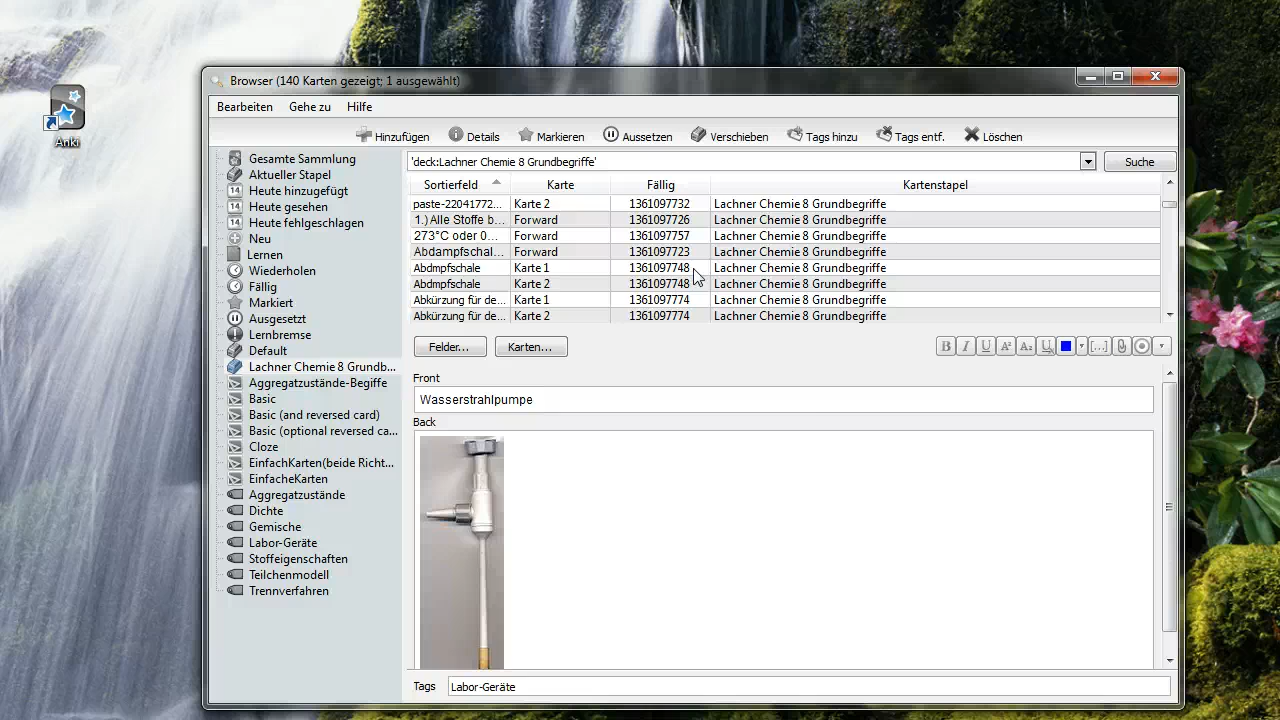 Anki
Browser (140 Karten gezeigt; 1 ausgewählt)
Bearbeiten Gehe zu Hilfe
Hinzufügen Details Markieren Aussetzen Verschieben Tags hinzu Tags entf. Löschen
Gesamte Sammlung
Aktueller Stapel
14 Heute hinzugefügt
14 Heute gesehen
14 Heute fehlgeschlagen
Neu
Lernen
Wiederholen
Fällig
Markiert
Ausgesetzt
Lernbremse
Default
Lachner Chemie 8 Grundb...
Aggregatzustände-Begiffe
Basic
Basic (and reversed card)
Basic (optional reversed ca...
Cloze
EinfachKarten(beide Richt...
EinfacheKarten
Aggregatzustände
Dichte
Gemische
Labor-Geräte
Stoffeigenschaften
Teilchenmodell
Trennverfahren
'deck:Lachner Chemie 8 Grundbegriffe' Suche
Sortierfeld Karte Fällig Kartenstapel
paste-22041772... Karte 2 1361097732 Lachner Chemie 8 Grundbegriffe
1.) Alle Stoffe b... Forward 1361097726 Lachner Chemie 8 Grundbegriffe
273°C oder 0... Forward 1361097757 Lachner Chemie 8 Grundbegriffe
Abdampfschal... Forward 1361097723 Lachner Chemie 8 Grundbegriffe
Abdmpfschale Karte 1 1361097748 Lachner Chemie 8 Grundbegriffe
Abdmpfschale Karte 2 1361097748 Lachner Chemie 8 Grundbegriffe
Abkürzung für de... Karte 1 1361097774 Lachner Chemie 8 Grundbegriffe
Abkürzung für de... Karte 2 1361097774 Lachner Chemie 8 Grundbegriffe
Felder... Karten... B I U A² A₂ U [...]
Front
Wasserstrahlpumpe
Back
Tags Labor-Geräte